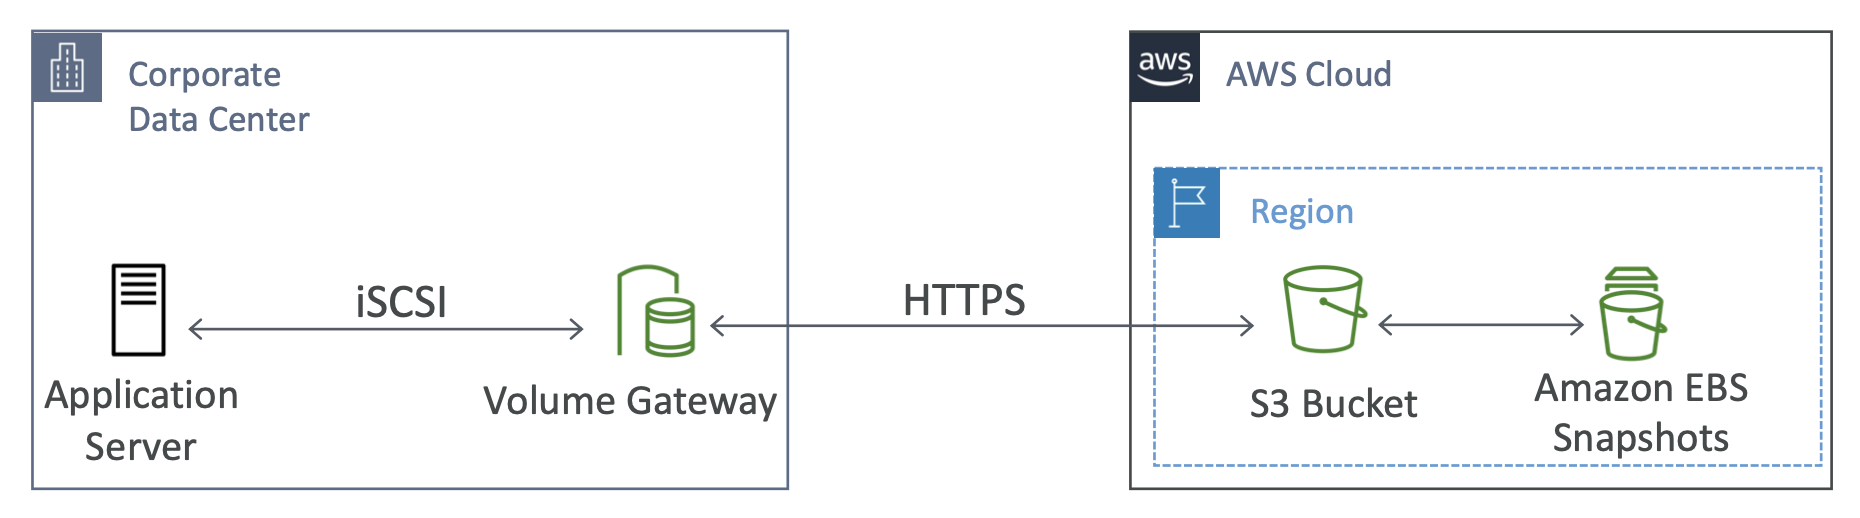 Corporate
Data Center
aws
AWS Cloud
Region
iSCSI
HTTPS
Application
Server
Volume Gateway
S3 Bucket
Amazon EBS
Snapshots